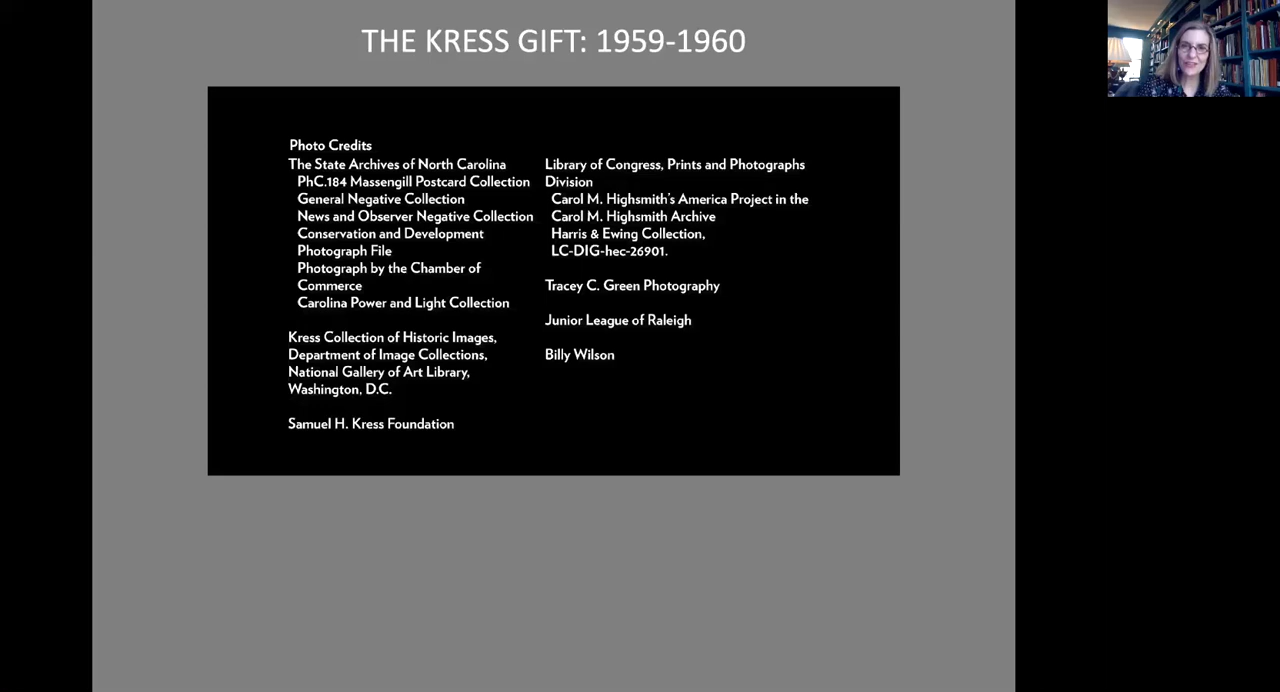 THE KRESS GIFT: 1959-1960
Photo Credits
The State Archives of North Carolina
PhC.184 Massengill Postcard Collection
General Negative Collection
News and Observer Negative Collection
Conservation and Development
Photograph File
Photograph by the Chamber of
Commerce
Carolina Power and Light Collection
Kress Collection of Historic Images,
Department of Image Collections,
National Gallery of Art Library,
Washington, D.C.
Samuel H. Kress Foundation
Library of Congress, Prints and Photographs
Division
Carol M. Highsmith's America Project in the
Carol M. Highsmith Archive
Harris & Ewing Collection,
LC-DIG-hec-26901.
Tracey C. Green Photography
Junior League of Raleigh
Billy Wilson